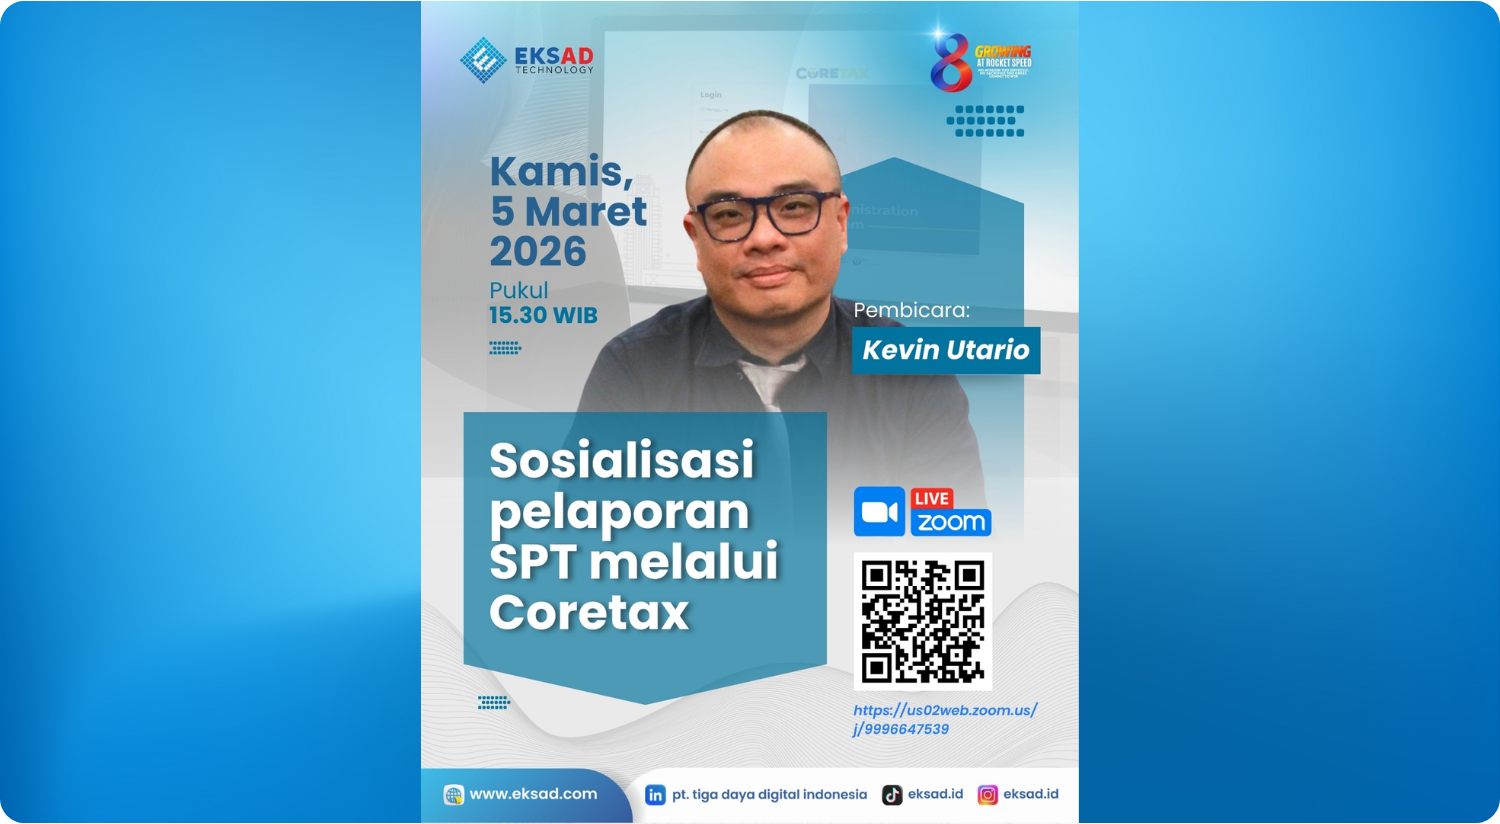 EKSAD
TECHNOLOGY
8
GROWING
AT ROCKET SPEED
CORETAX
Login
Kamis,
5 Maret
2026
Pukul
15.30 WIB
nistration
m
Pembicara:
Kevin Utario
Sosialisasi
pelaporan
SPT melalui
Coretax
LIVE
zoom
https://us02web.zoom.us/
j/9996647539
www.eksad.com
in pt. tiga daya digital indonesia
eksad.id
eksad.id